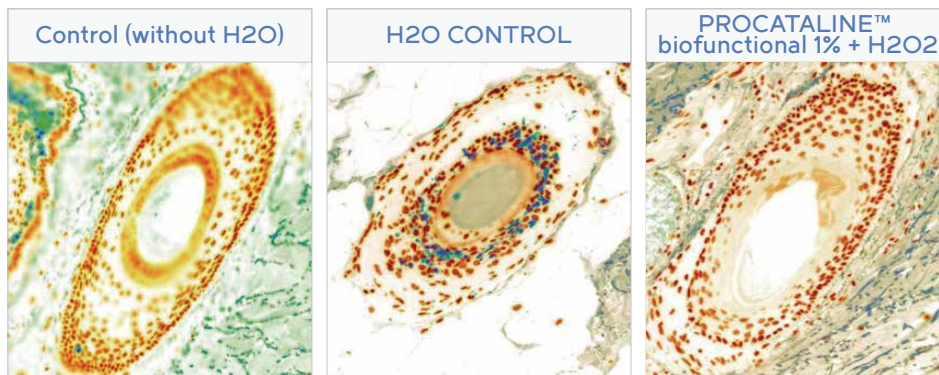 Control (without H2O)
H2O CONTROL
PROCATALINE™
biofunctional 1% + H2O2